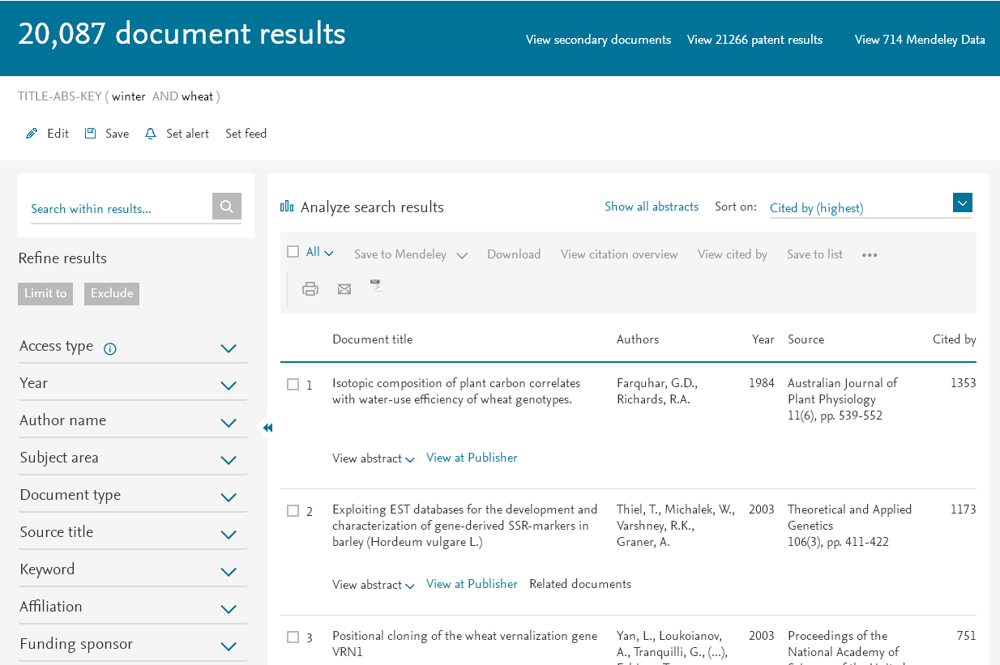 20,087 document results
View secondary documents View 21266 patent results View 714 Mendeley Data
TITLE-ABS-KEY ( winter AND wheat )
Edit Save Set alert Set feed
Search within results...
Refine results
Limit to Exclude
Access type
Year
Author name
Subject area
Document type
Source title
Keyword
Affiliation
Funding sponsor
Analyze search results
Show all abstracts Sort on: Cited by (highest)
All Save to Mendeley Download View citation overview View cited by Save to list •••
Document title Authors Year Source Cited by
1 Isotopic composition of plant carbon correlates Farquhar, G.D., 1984 Australian Journal of 1353
with water-use efficiency of wheat genotypes. Richards, R.A. Plant Physiology
11(6), pp. 539-552
View abstract View at Publisher
2 Exploiting EST databases for the development and Thiel, T., Michalek, W., 2003 Theoretical and Applied 1173
characterization of gene-derived SSR-markers in Varshney, R.K., Genetics
barley (Hordeum vulgare L.) Graner, A. 106(3), pp. 411-422
View abstract View at Publisher Related documents
3 Positional cloning of the wheat vernalization gene Yan, L., Loukoianov, 2003 Proceedings of the 751
VRN1 A., Tranquilli, G., (...), National Academy of